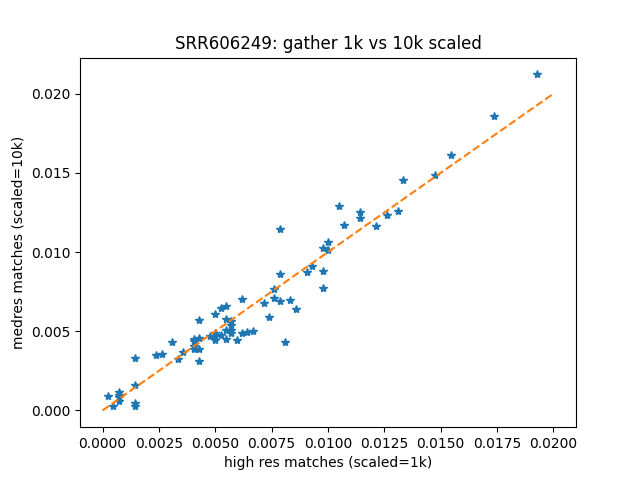 SRR606249: gather 1k vs 10k scaled
medres matches (scaled=10k)
0.020
0.015
0.010
0.005
0.000
0.0000 0.0025 0.0050 0.0075 0.0100 0.0125 0.0150 0.0175 0.0200
high res matches (scaled=1k)